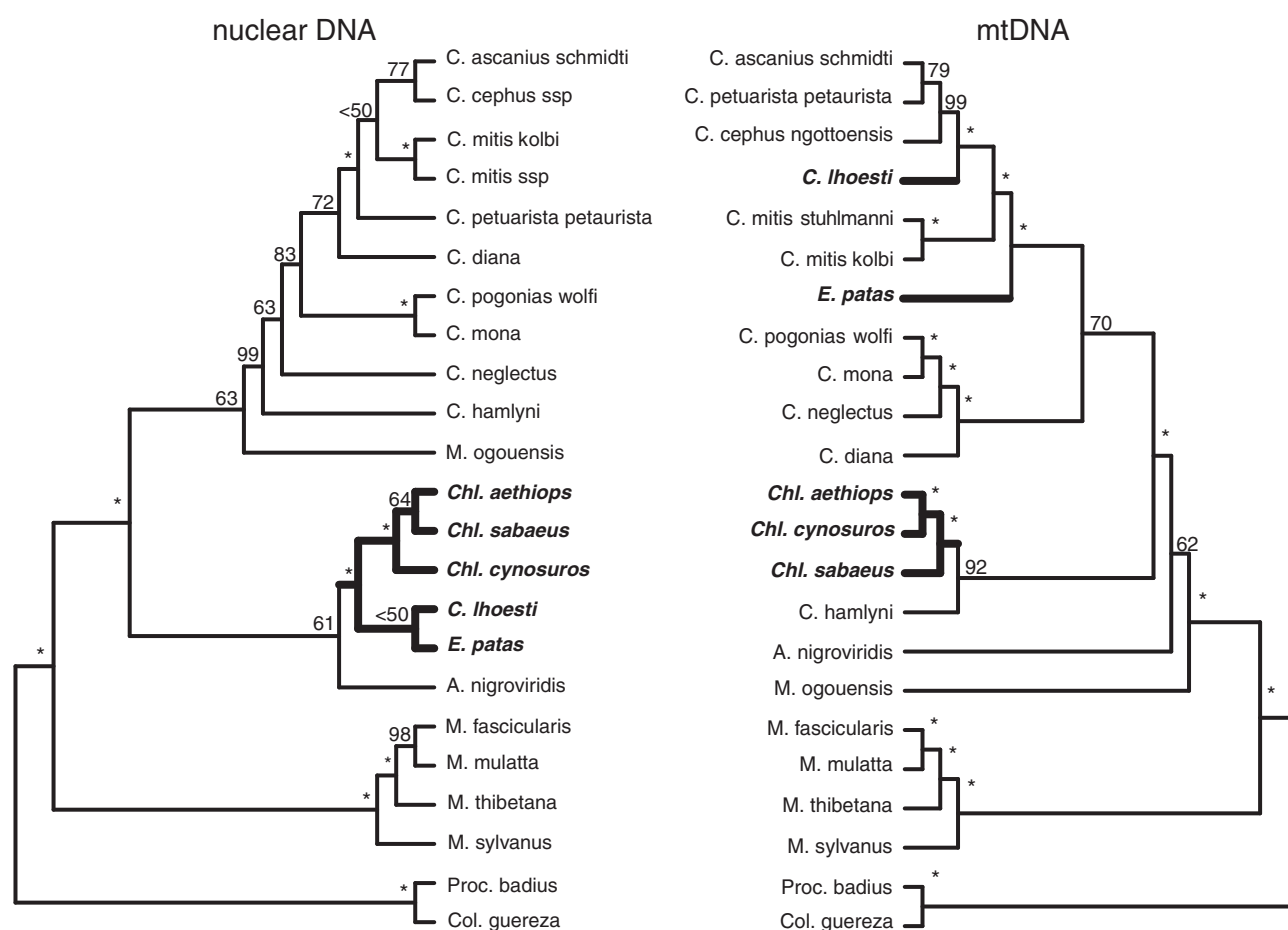 nuclear DNA
77
C. ascanius schmidti
C. cephus ssp
<50
*
C. mitis kolbi
C. mitis ssp
*
72
C. petuarista petaurista
83
C. diana
63
*
C. pogonias wolfi
C. mona
99
C. neglectus
63
C. hamlyni
M. ogouensis
*
64
Chl. aethiops
*
Chl. sabaeus
*
Chl. cynosuros
61
<50
C. lhoesti
E. patas
*
A. nigroviridis
98
M. fascicularis
*
M. mulatta
*
M. thibetana
M. sylvanus
*
Proc. badius
Col. guereza
mtDNA
C. ascanius schmidti
79
C. petuarista petaurista
99
C. cephus ngottoensis
*
C. lhoesti
*
C. mitis stuhlmanni
*
*
C. mitis kolbi
E. patas
70
C. pogonias wolfi
*
C. mona
*
C. neglectus
*
C. diana
*
Chl. aethiops
*
Chl. cynosuros
*
62
Chl. sabaeus
92
C. hamlyni
*
A. nigroviridis
M. ogouensis
*
M. fascicularis
*
M. mulatta
*
M. thibetana
*
M. sylvanus
Proc. badius
*
Col. guereza